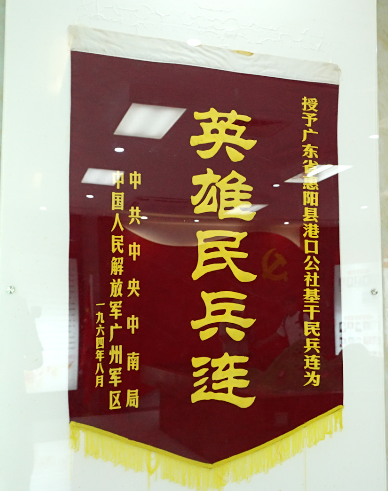 授予广东省惠阳县港口公社基干民兵连为
英雄民兵连
中共中央中南局
中国人民解放军广州军区
一九六四年八月